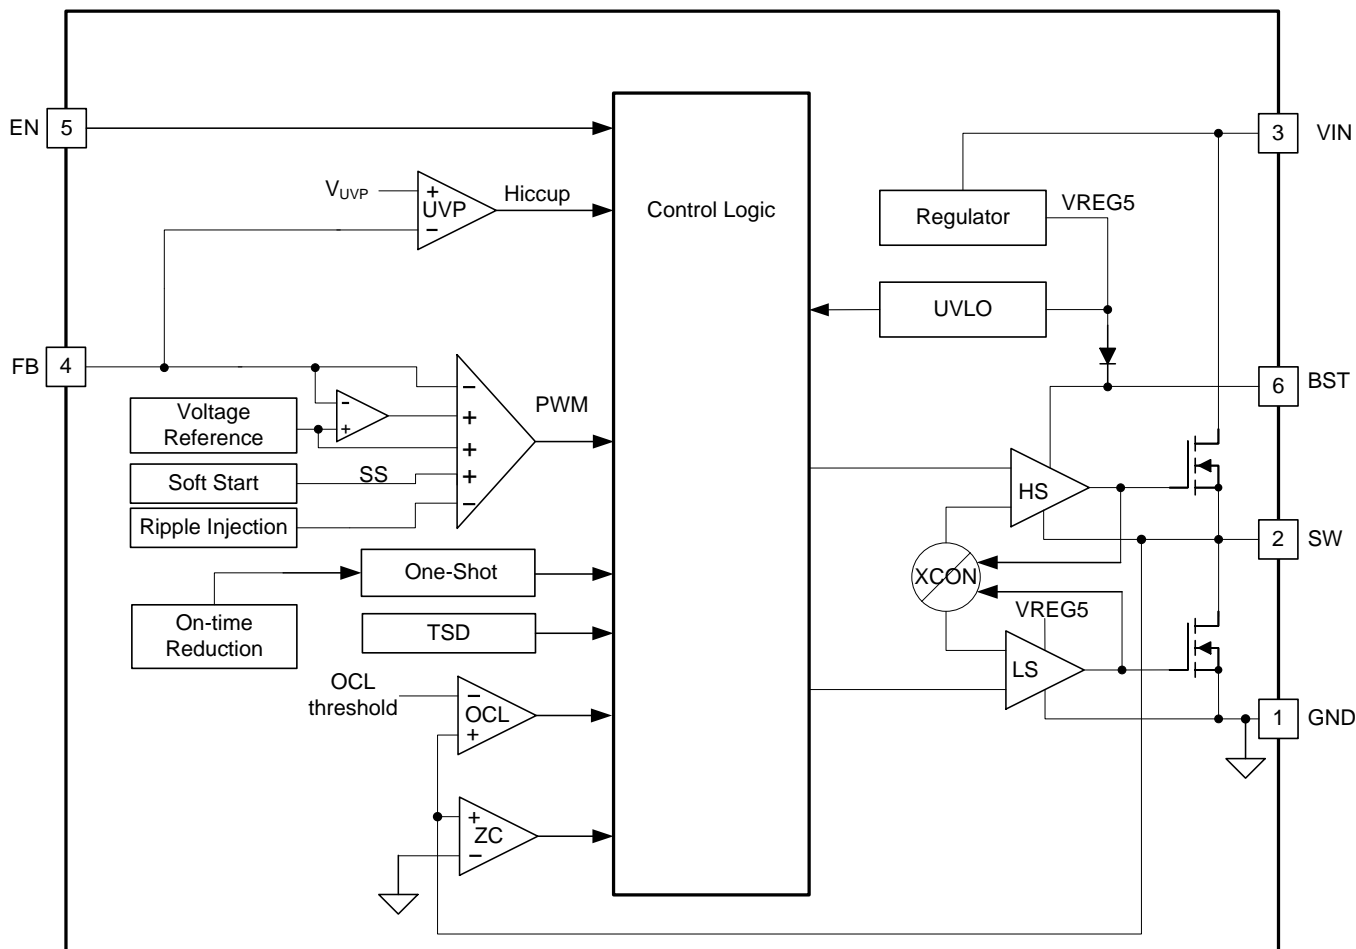 EN
5
VUVP
+
UVP
−
Hiccup
Control Logic
3
VIN
Regulator
VREG5
UVLO
FB
4
Voltage
Reference
-
+
−
+
+
+
−
PWM
Soft Start
SS
Ripple Injection
6
BST
HS
2
SW
XCON
One-Shot
On-time
Reduction
TSD
VREG5
LS
OCL
threshold
−
OCL
+
1
GND
+
ZC
−